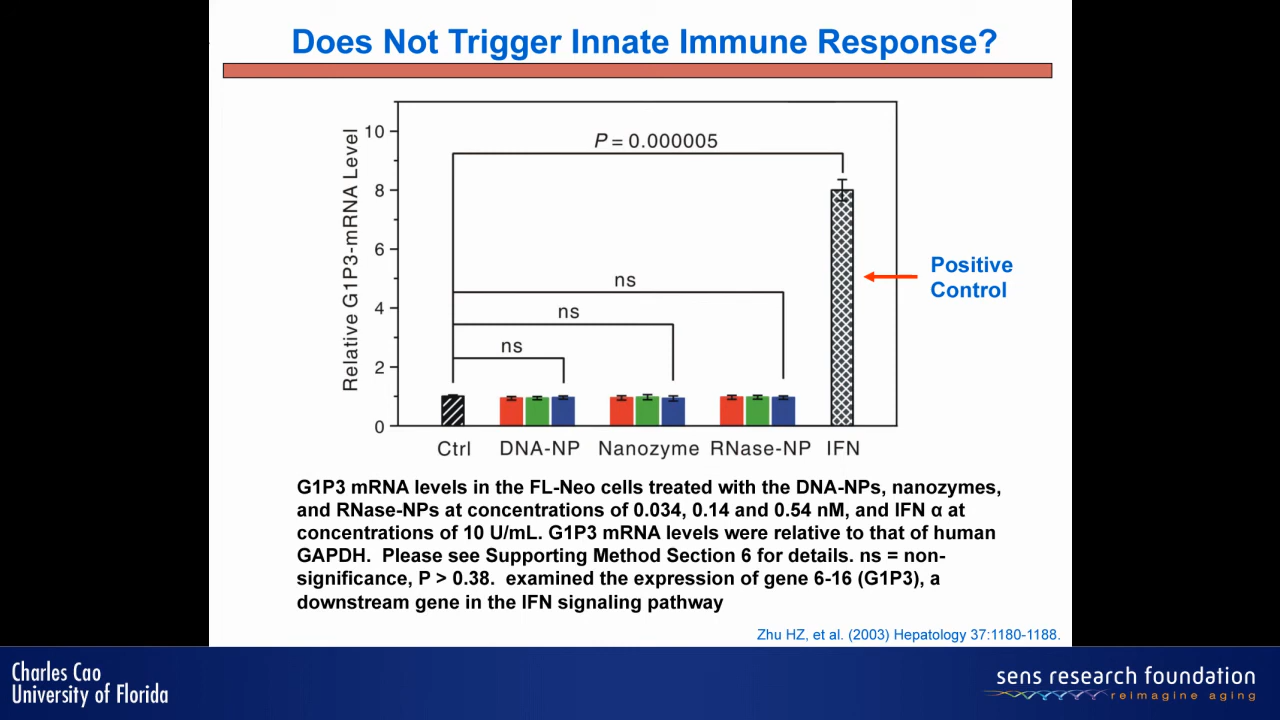 Does Not Trigger Innate Immune Response?
Relative G1P3-mRNA Level
10
8
6
4
2
0
P = 0.000005
ns
ns
ns
Positive
Control
Ctrl DNA-NP Nanozyme RNase-NP IFN
G1P3 mRNA levels in the FL-Neo cells treated with the DNA-NPs, nanozymes,
and RNase-NPs at concentrations of 0.034, 0.14 and 0.54 nM, and IFN α at
concentrations of 10 U/mL. G1P3 mRNA levels were relative to that of human
GAPDH. Please see Supporting Method Section 6 for details. ns = non-
significance, P > 0.38. examined the expression of gene 6-16 (G1P3), a
downstream gene in the IFN signaling pathway
Zhu HZ, et al. (2003) Hepatology 37:1180-1188.
Charles Cao
University of Florida
sens research foundation
reimagine aging